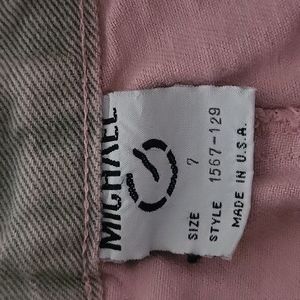 MICHAEL
SIZE 7
STYLE 1567-129
MADE IN U.S.A.